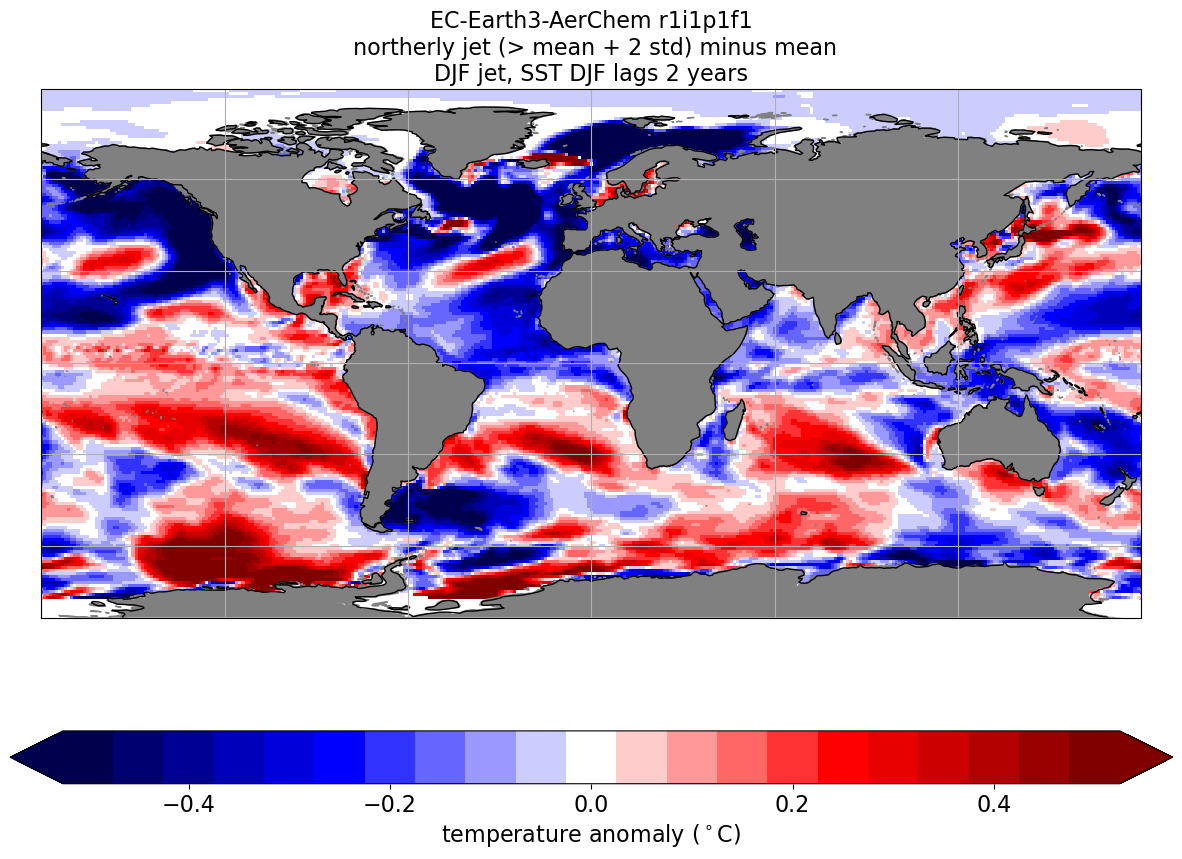 EC-Earth3-AerChem r1i1p1f1
northerly jet (> mean + 2 std) minus mean
DJF jet, SST DJF lags 2 years
−0.4 −0.2 0.0 0.2 0.4
temperature anomaly (°C)